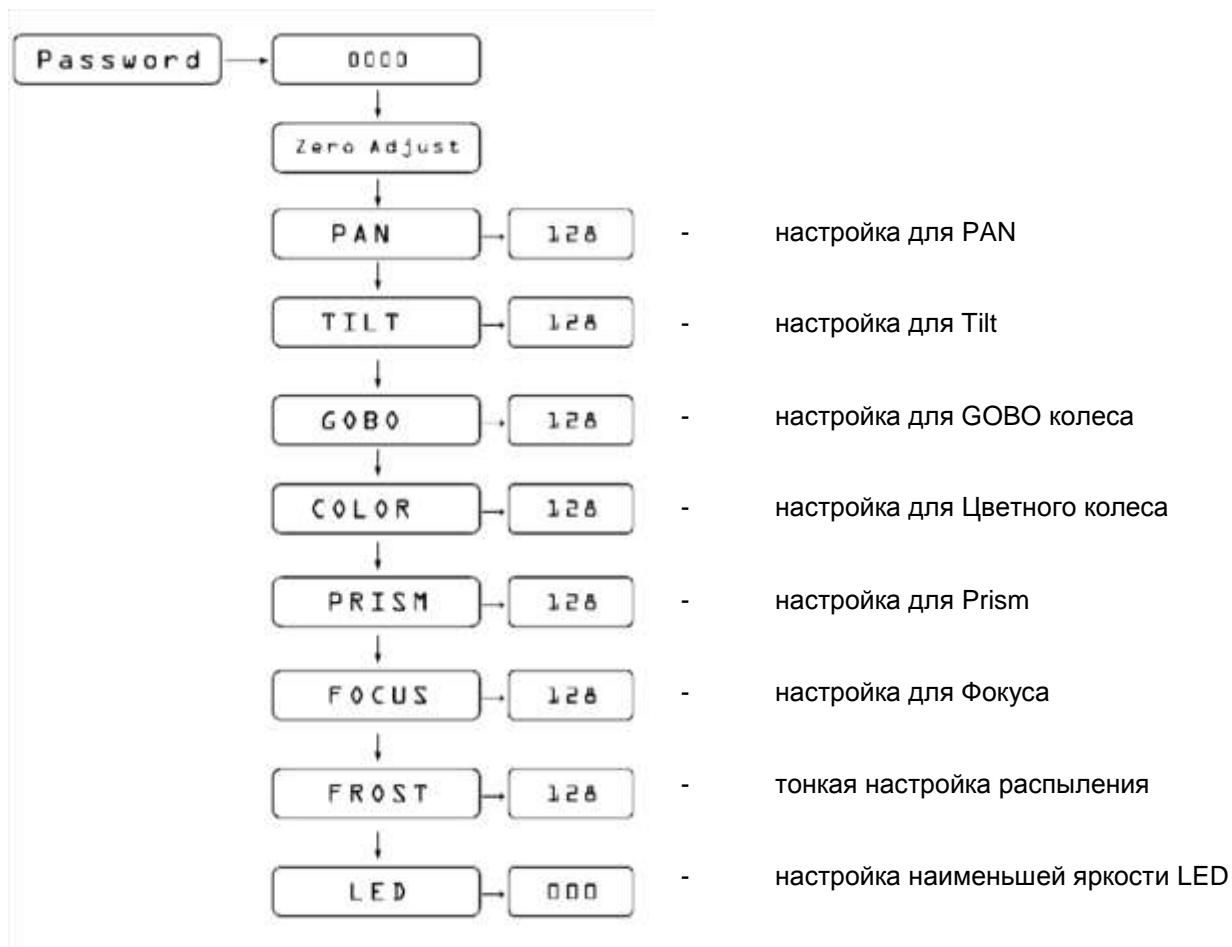 Password 0000
Zero Adjust
PAN 128 - настройка для PAN
TILT 128 - настройка для Tilt
GOBO 128 - настройка для GOBO колеса
COLOR 128 - настройка для Цветного колеса
PRISM 128 - настройка для Prism
FOCUS 128 - настройка для Фокуса
FROST 128 - тонкая настройка распыления
LED 000 - настройка наименьшей яркости LED